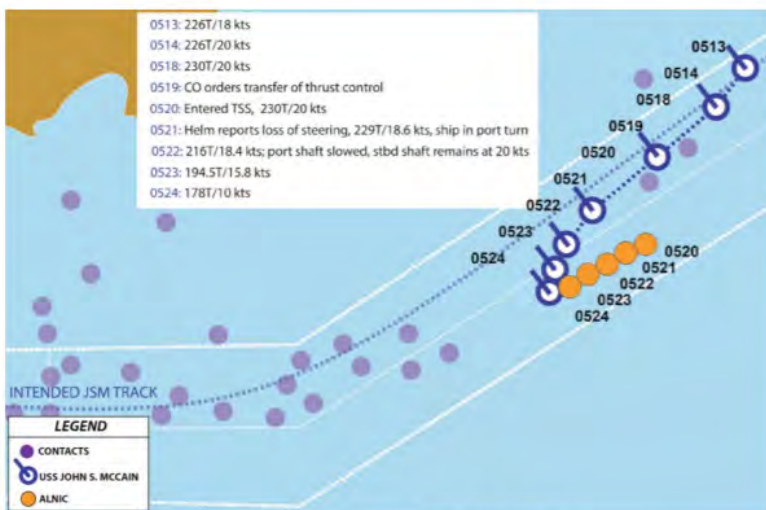 0513: 226T/18 kts
0514: 226T/20 kts
0518: 230T/20 kts
0519: CO orders transfer of thrust control
0520: Entered TSS, 230T/20 kts
0521: Helm reports loss of steering, 229T/18.6 kts, ship in port turn
0522: 216T/18.4 kts; port shaft slowed, stbd shaft remains at 20 kts
0523: 194.5T/15.8 kts
0524: 178T/10 kts
0513
0514
0518
0519
0520
0521
0522
0523
0524
0520
0521
0522
0523
0524
INTENDED JSM TRACK
LEGEND
CONTACTS
USS JOHN S. MCCAIN
ALNIC